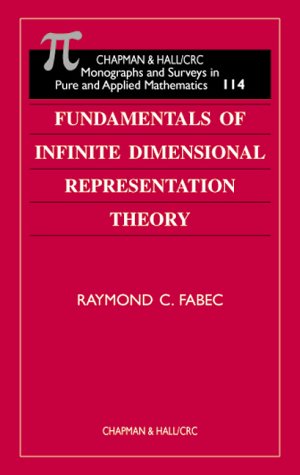 π
CHAPMAN & HALL/CRC
Monographs and Surveys in
Pure and Applied Mathematics 114
FUNDAMENTALS OF
INFINITE DIMENSIONAL
REPRESENTATION
THEORY
RAYMOND C. FABEC
CHAPMAN & HALL/CRC